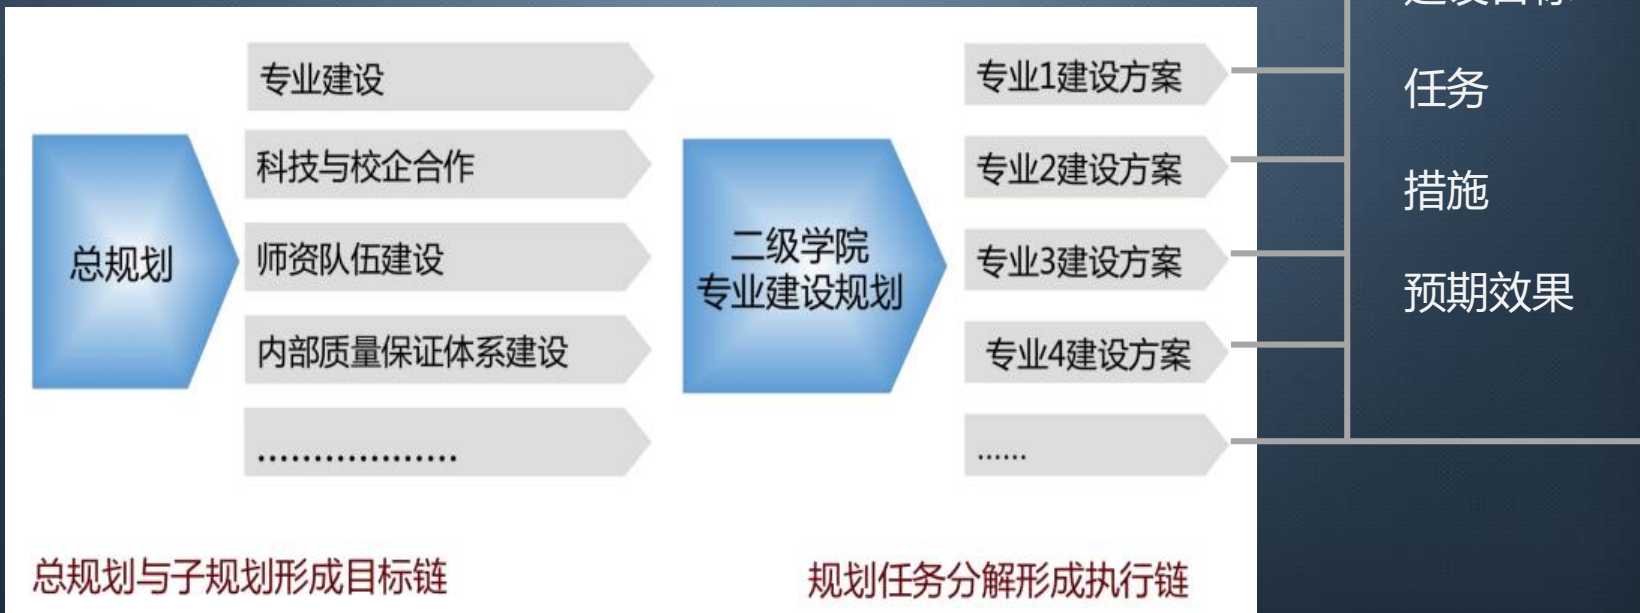 总规划
专业建设
科技与校企合作
师资队伍建设
内部质量保证体系建设
..................
二级学院
专业建设规划
专业1建设方案
专业2建设方案
专业3建设方案
专业4建设方案
......
建设目标
任务
措施
预期效果
总规划与子规划形成目标链
规划任务分解形成执行链